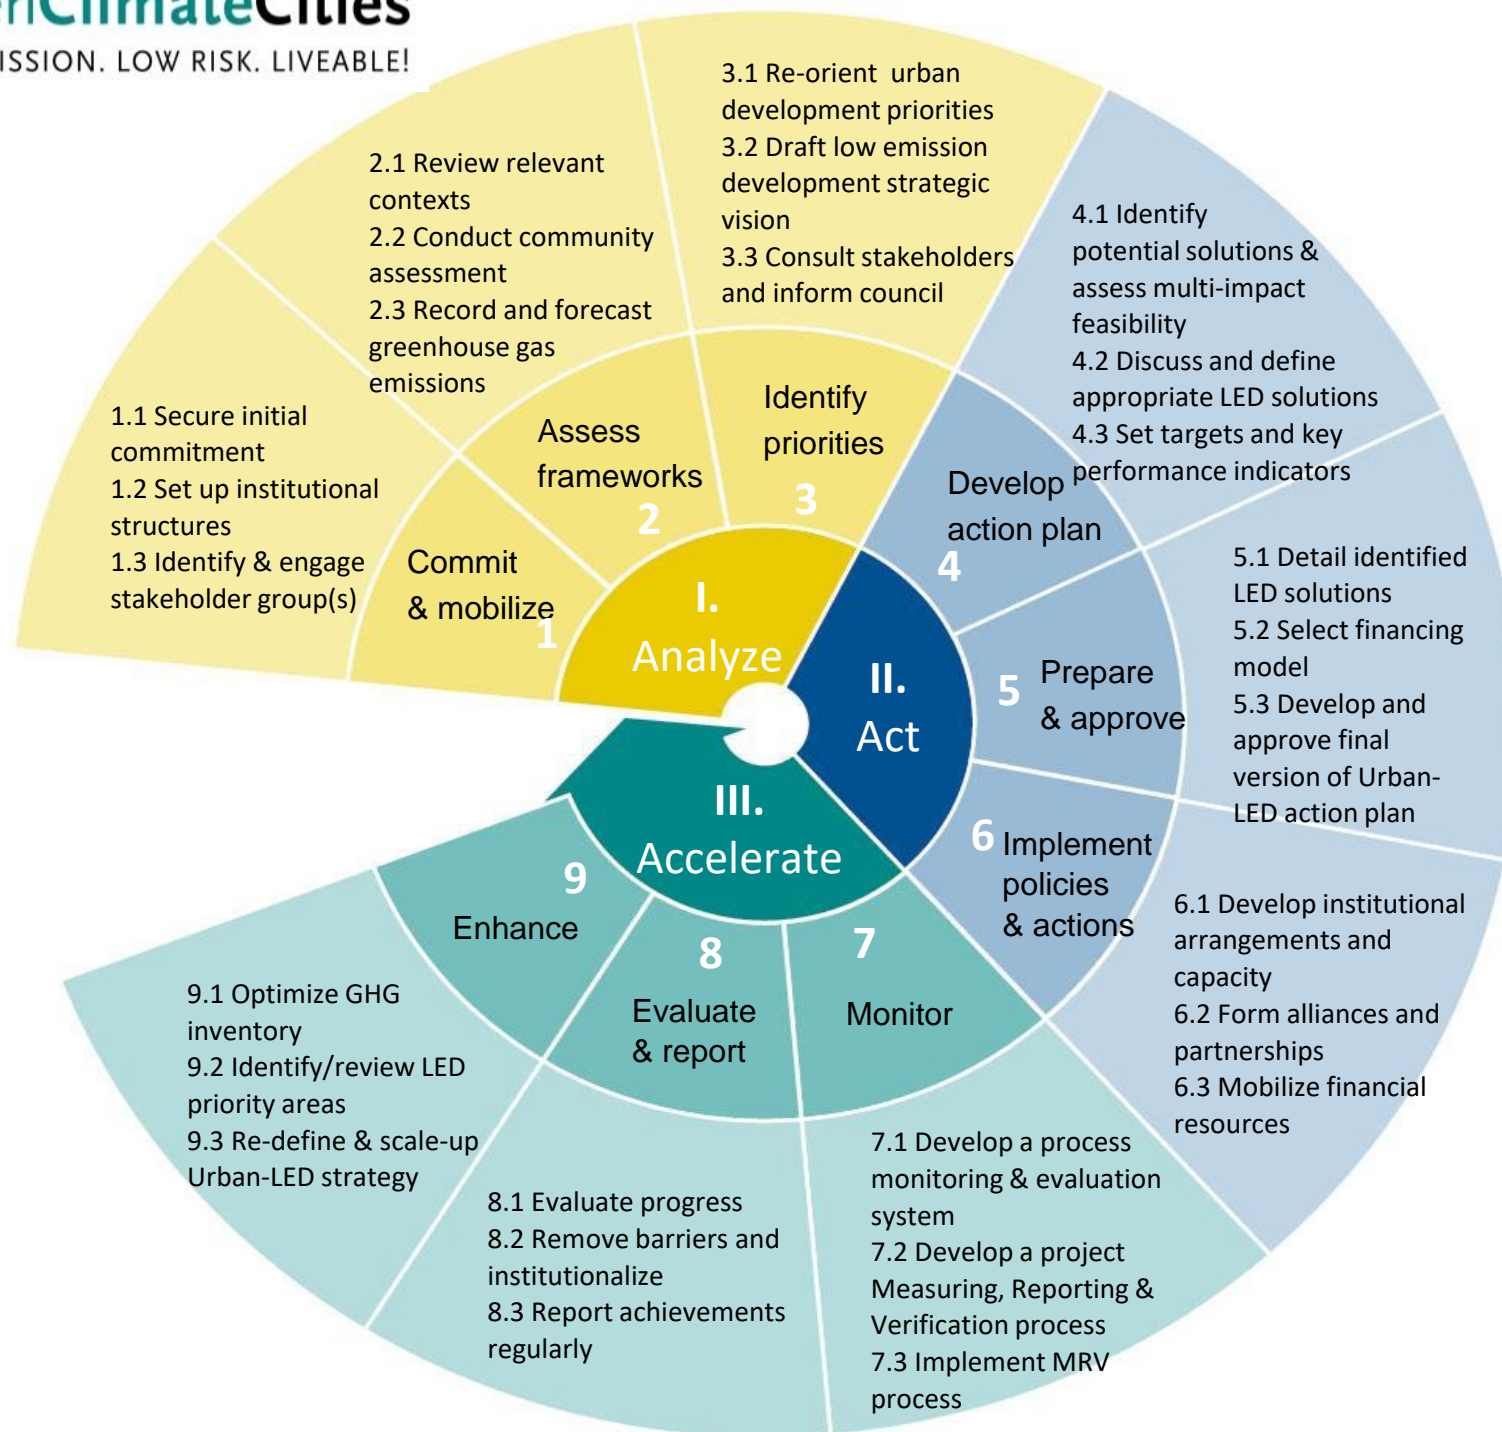 enClimateCities
ISSION. LOW RISK. LIVEABLE!
1.1 Secure initial
commitment
1.2 Set up institutional
structures
1.3 Identify & engage
stakeholder group(s)
2.1 Review relevant
contexts
2.2 Conduct community
assessment
2.3 Record and forecast
greenhouse gas
emissions
3.1 Re-orient urban
development priorities
3.2 Draft low emission
development strategic
vision
3.3 Consult stakeholders
and inform council
4.1 Identify
potential solutions &
assess multi-impact
feasibility
4.2 Discuss and define
appropriate LED solutions
4.3 Set targets and key
performance indicators
5.1 Detail identified
LED solutions
5.2 Select financing
model
5.3 Develop and
approve final
version of Urban-
LED action plan
6.1 Develop institutional
arrangements and
capacity
6.2 Form alliances and
partnerships
6.3 Mobilize financial
resources
7.1 Develop a process
monitoring & evaluation
system
7.2 Develop a project
Measuring, Reporting &
Verification process
7.3 Implement MRV
process
8.1 Evaluate progress
8.2 Remove barriers and
institutionalize
8.3 Report achievements
regularly
9.1 Optimize GHG
inventory
9.2 Identify/review LED
priority areas
9.3 Re-define & scale-up
Urban-LED strategy
Commit
& mobilize
1
Assess
frameworks
2
Identify
priorities
3
Develop
action plan
4
5
Prepare
& approve
6
Implement
policies
& actions
7
Monitor
8
Evaluate
& report
9
Enhance
I.
Analyze
II.
Act
III.
Accelerate